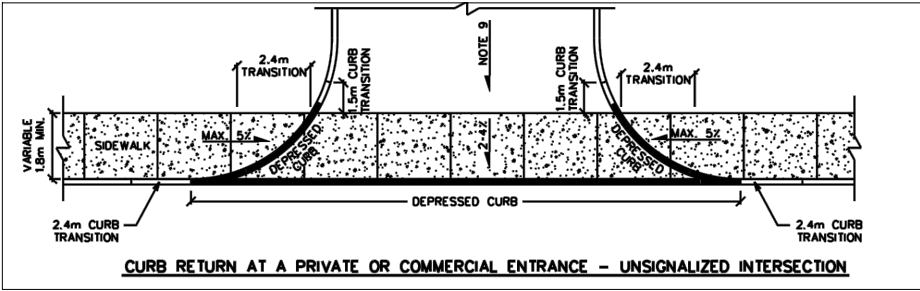 2.4m
TRANSITION
1.5m CURB
TRANSITION
NOTE 9
2.4m
TRANSITION
1.5m CURB
TRANSITION
VARIABLE
1.8m MIN.
SIDEWALK
MAX. 5%
DEPRESSED
CURB
2-4%
DEPRESSED
CURB
MAX. 5%
DEPRESSED CURB
2.4m CURB
TRANSITION
2.4m CURB
TRANSITION
CURB RETURN AT A PRIVATE OR COMMERCIAL ENTRANCE - UNSIGNALIZED INTERSECTION